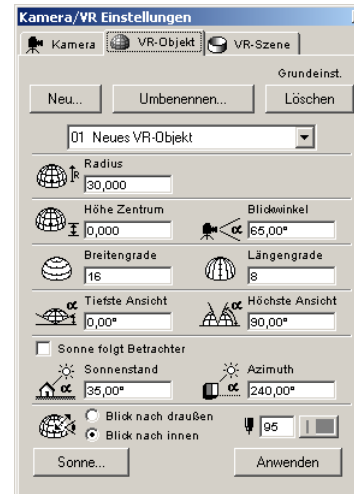 Kamera/VR Einstellungen
Kamera VR-Objekt VR-Szene
Grundeinst.
Neu... Umbenennen... Löschen
01 Neues VR-Objekt
Radius
R 30,000
Höhe Zentrum Blickwinkel
0,000 α 65,00°
Breitengrade Längengrade
16 8
Tiefste Ansicht Höchste Ansicht
α 0,00° α 90,00°
Sonne folgt Betrachter
Sonnenstand Azimuth
α 35,00° α 240,00°
Blick nach draußen
Blick nach innen 95
Sonne... Anwenden